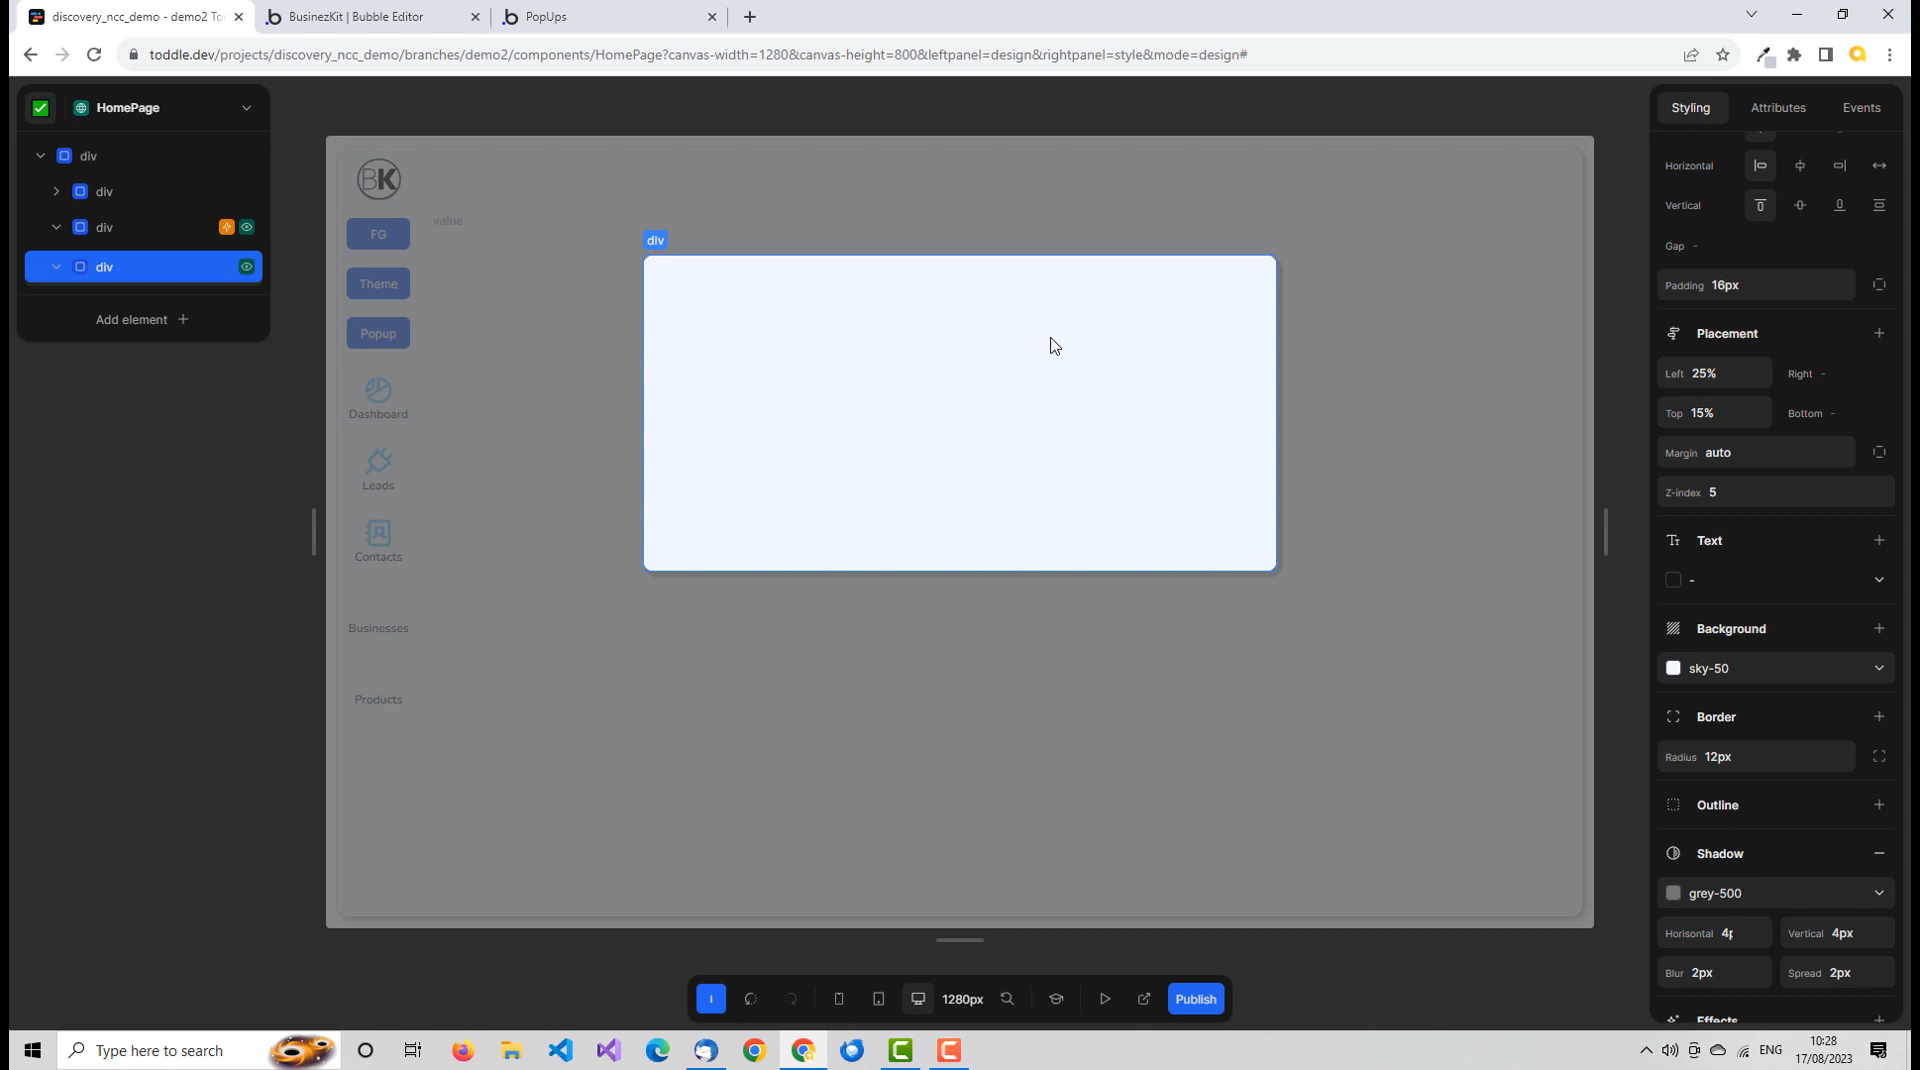 discovery_ncc_demo - demo2 To
BusinezKit | Bubble Editor
PopUps
toddle.dev/projects/discovery_ncc_demo/branches/demo2/components/HomePage?canvas-width=1280&canvas-height=800&leftpanel=design&rightpanel=style&mode=design#
HomePage
div
div
div
div
Add element
BK
FG
Theme
Popup
Dashboard
Leads
Contacts
Businesses
Products
value
div
Styling
Attributes
Events
Horizontal
Vertical
Gap -
Padding 16px
Placement
Left 25% Right -
Top 15% Bottom -
Margin auto
Z-index 5
Text
-
Background
sky-50
Border
Radius 12px
Outline
Shadow
grey-500
Horisontal 4p Vertical 4px
Blur 2px Spread 2px
Effects
1280px
Publish
Type here to search
ENG
10:28
17/08/2023